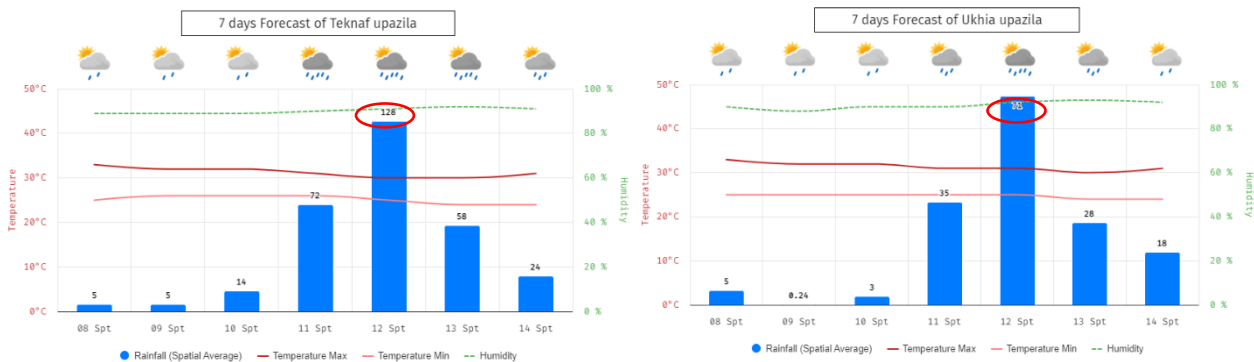 7 days Forecast of Teknaf upazila
50°C
40°C
30°C
20°C
10°C
0°C
Temperature
100 %
80 %
60 %
40 %
20 %
0 %
Humidity
5
5
14
72
128
58
24
08 Spt
09 Spt
10 Spt
11 Spt
12 Spt
13 Spt
14 Spt
Rainfall (Spatial Average)
Temperature Max
Temperature Min
Humidity
7 days Forecast of Ukhia upazila
50°C
40°C
30°C
20°C
10°C
0°C
Temperature
100 %
80 %
60 %
40 %
20 %
0 %
Humidity
5
0.24
3
35
71
28
18
08 Spt
09 Spt
10 Spt
11 Spt
12 Spt
13 Spt
14 Spt
Rainfall (Spatial Average)
Temperature Max
Temperature Min
Humidity